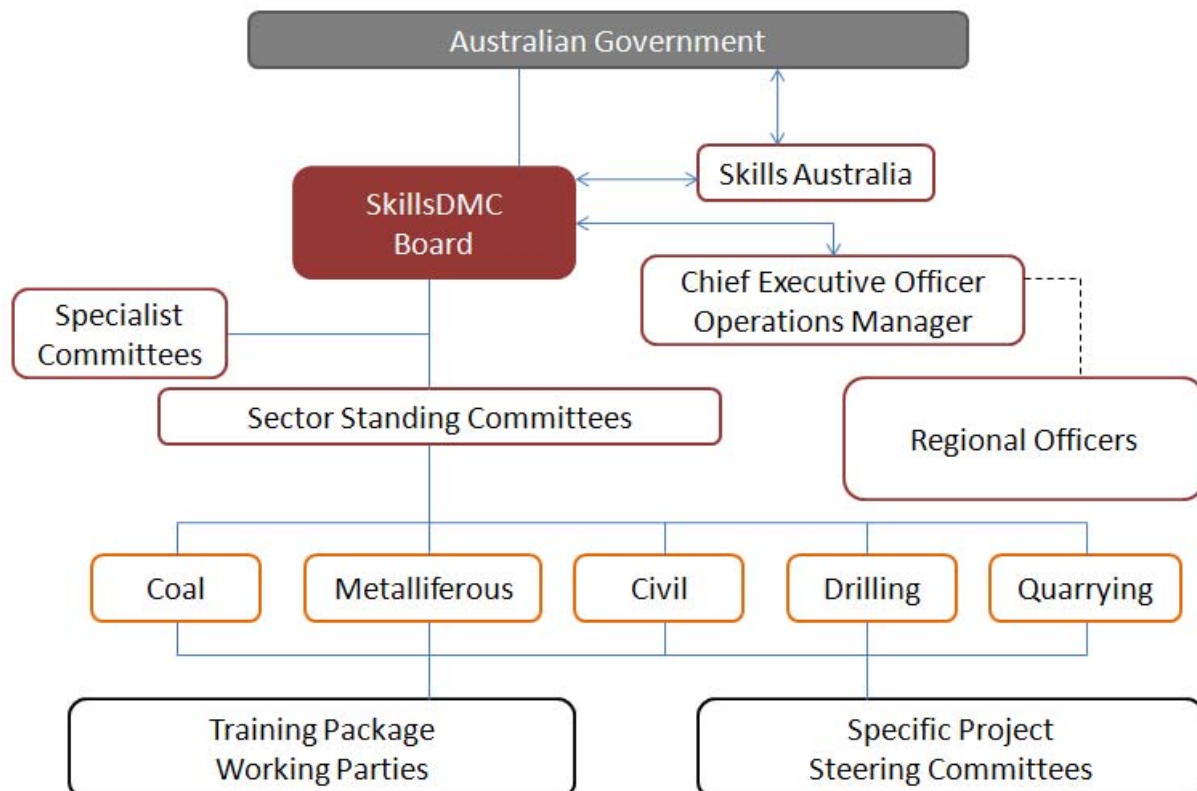 Australian Government
Skills Australia
SkillsDMC
Board
Chief Executive Officer
Operations Manager
Specialist
Committees
Sector Standing Committees
Regional Officers
Coal
Metalliferous
Civil
Drilling
Quarrying
Training Package
Working Parties
Specific Project
Steering Committees